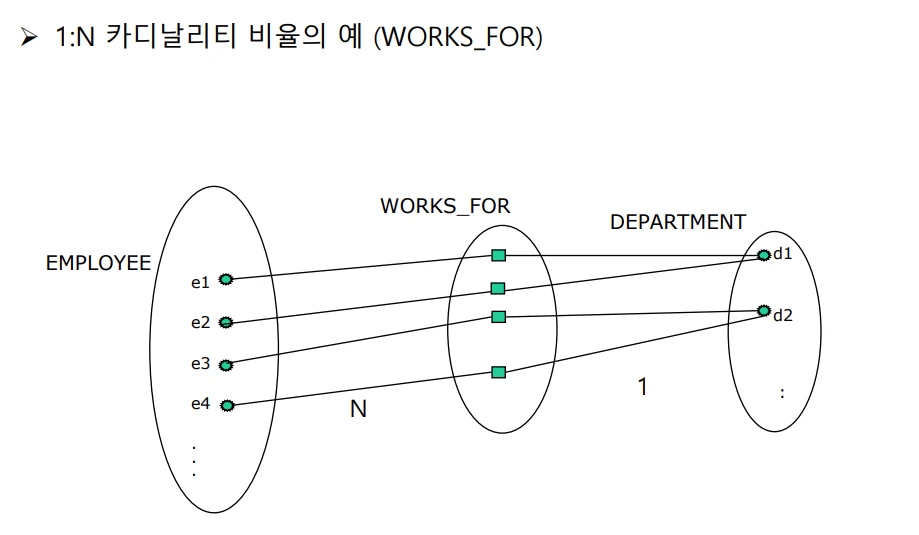 ➢ 1:N 카디날리티 비율의 예 (WORKS_FOR)
WORKS_FOR
DEPARTMENT
EMPLOYEE
d1
e1
e2
d2
e3
e4
N
1
:
.
.
.